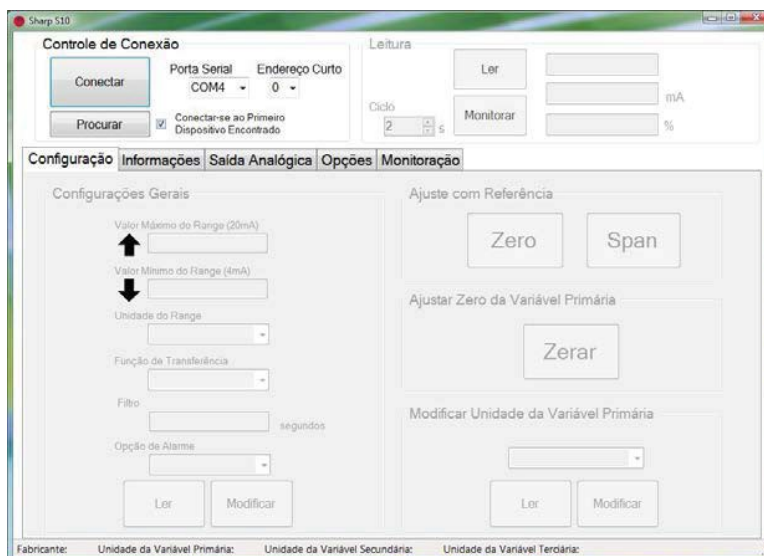 Sharp S10
Controle de Conexão
Conectar
Porta Serial
COM4
Endereço Curto
0
Procurar
Conectar-se ao Primeiro
Dispositivo Encontrado
Leitura
Ler
Ciclo
2
s
Monitorar
mA
%
Configuração
Informações
Saída Analógica
Opções
Monitoração
Configurações Gerais
Valor Máximo do Range (20mA)
Valor Mínimo do Range (4mA)
Unidade do Range
Função de Transferência
Filtro
segundos
Opção de Alarme
Ler
Modificar
Ajuste com Referência
Zero
Span
Ajustar Zero da Variável Primária
Zerar
Modificar Unidade da Variável Primária
Ler
Modificar
Fabricante:
Unidade da Variável Primária:
Unidade da Variável Secundária:
Unidade da Variável Terciária: